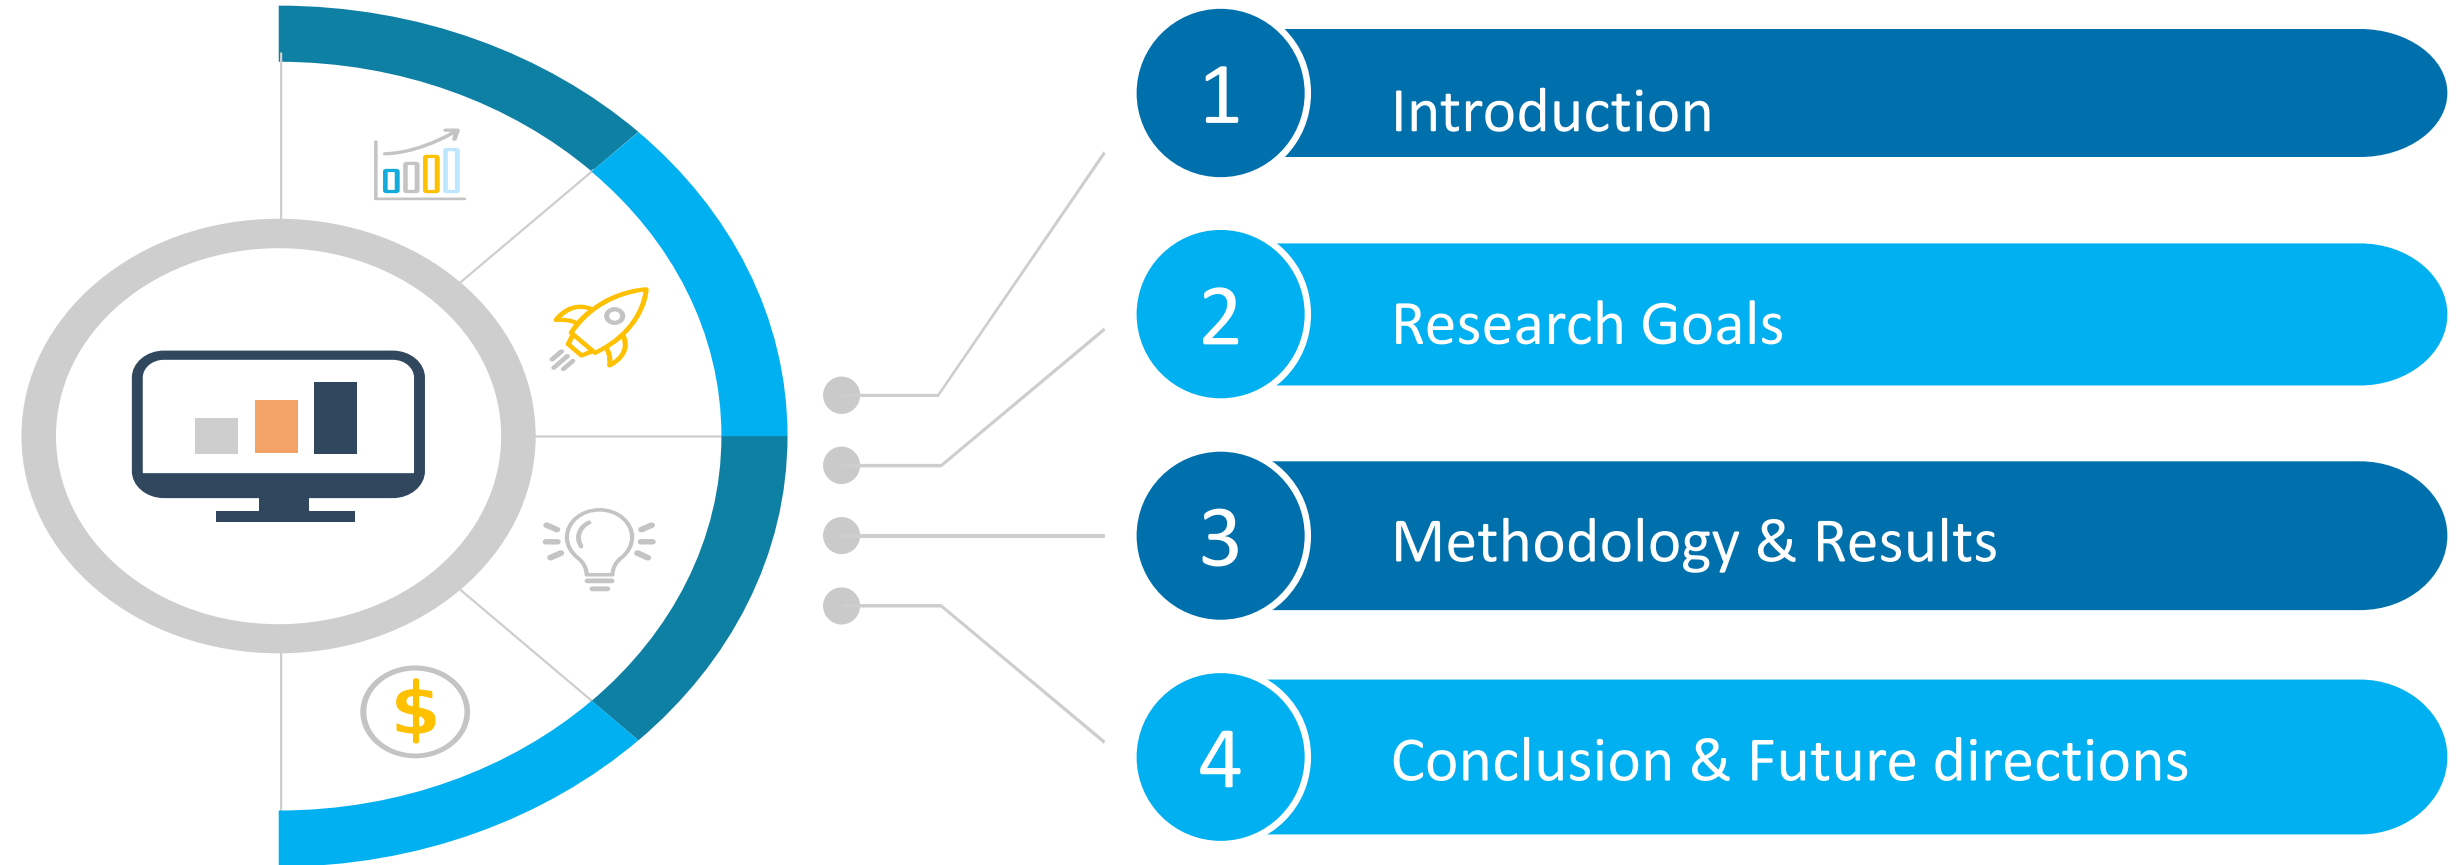 1
Introduction
2
Research Goals
3
Methodology & Results
$
4
Conclusion & Future directions